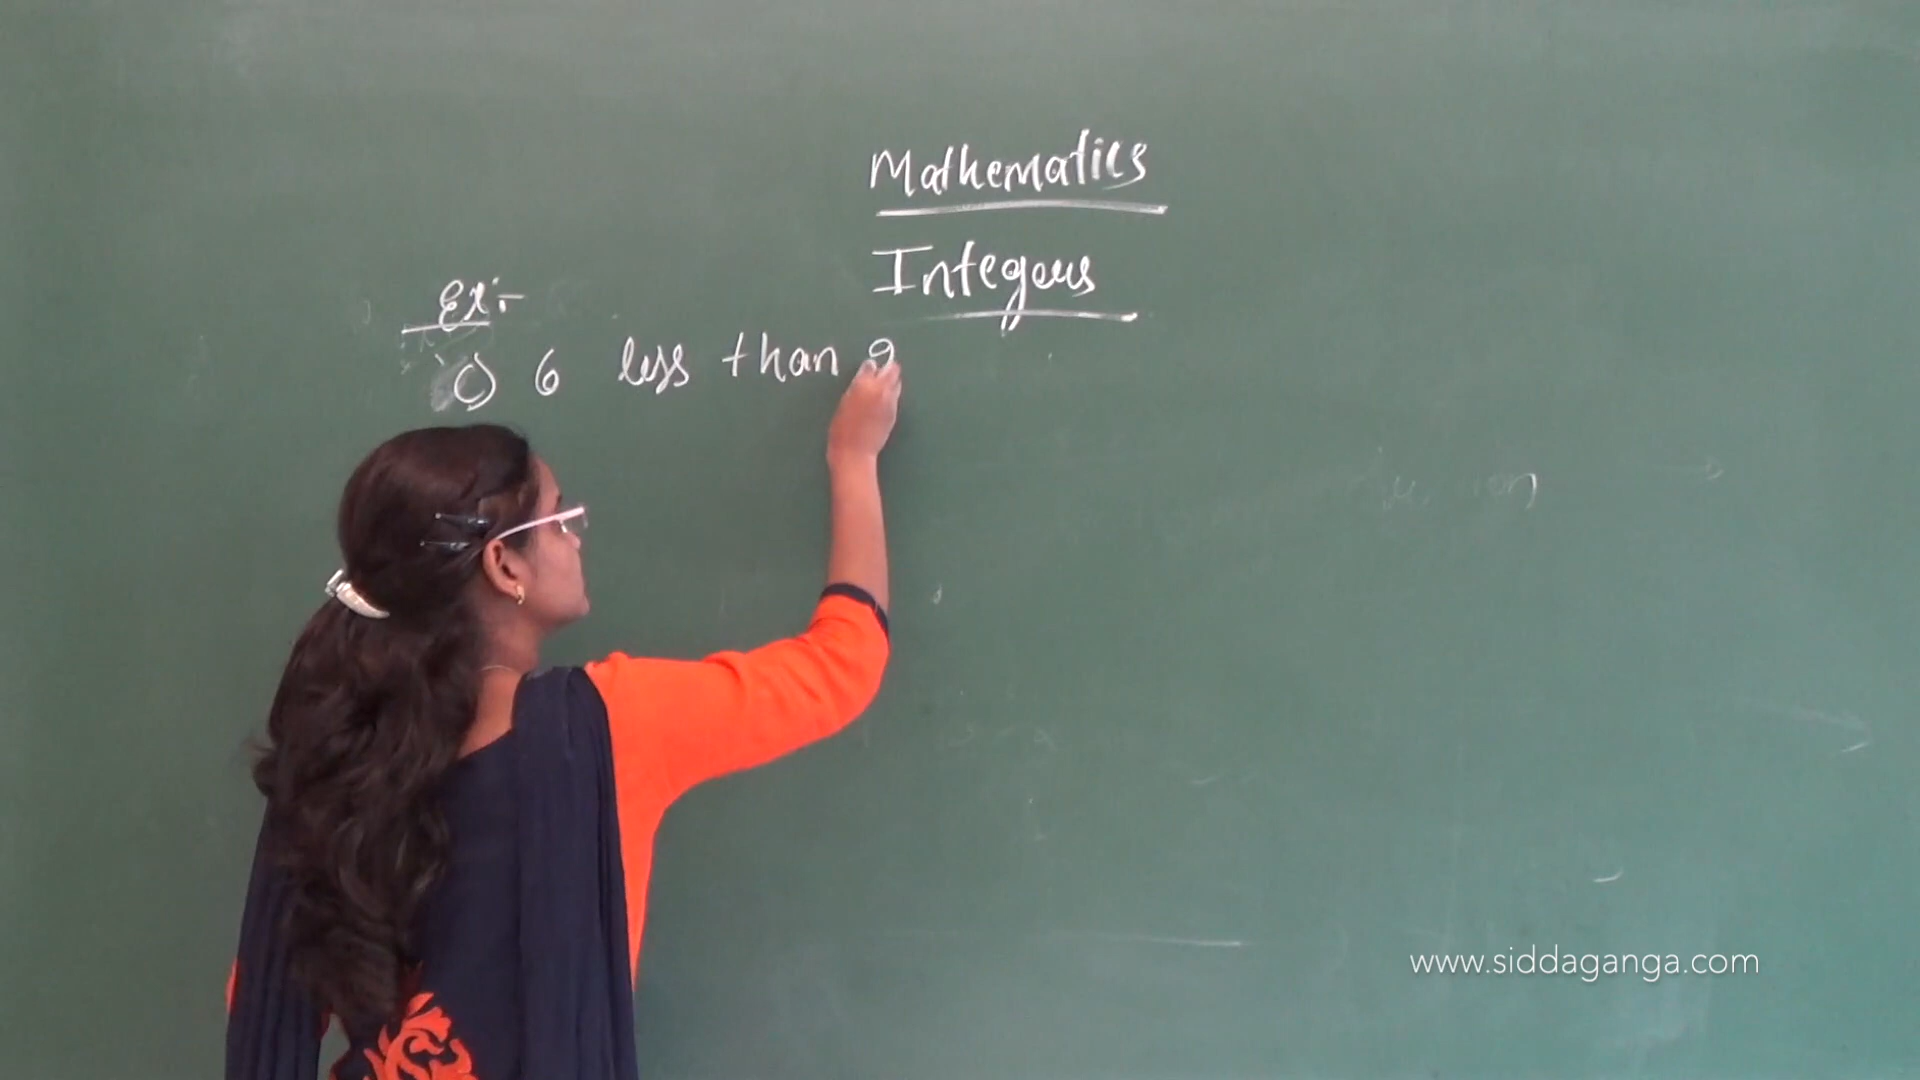 Mathematics
Integers
Ex:-
() 6 less than
www.siddaganga.com